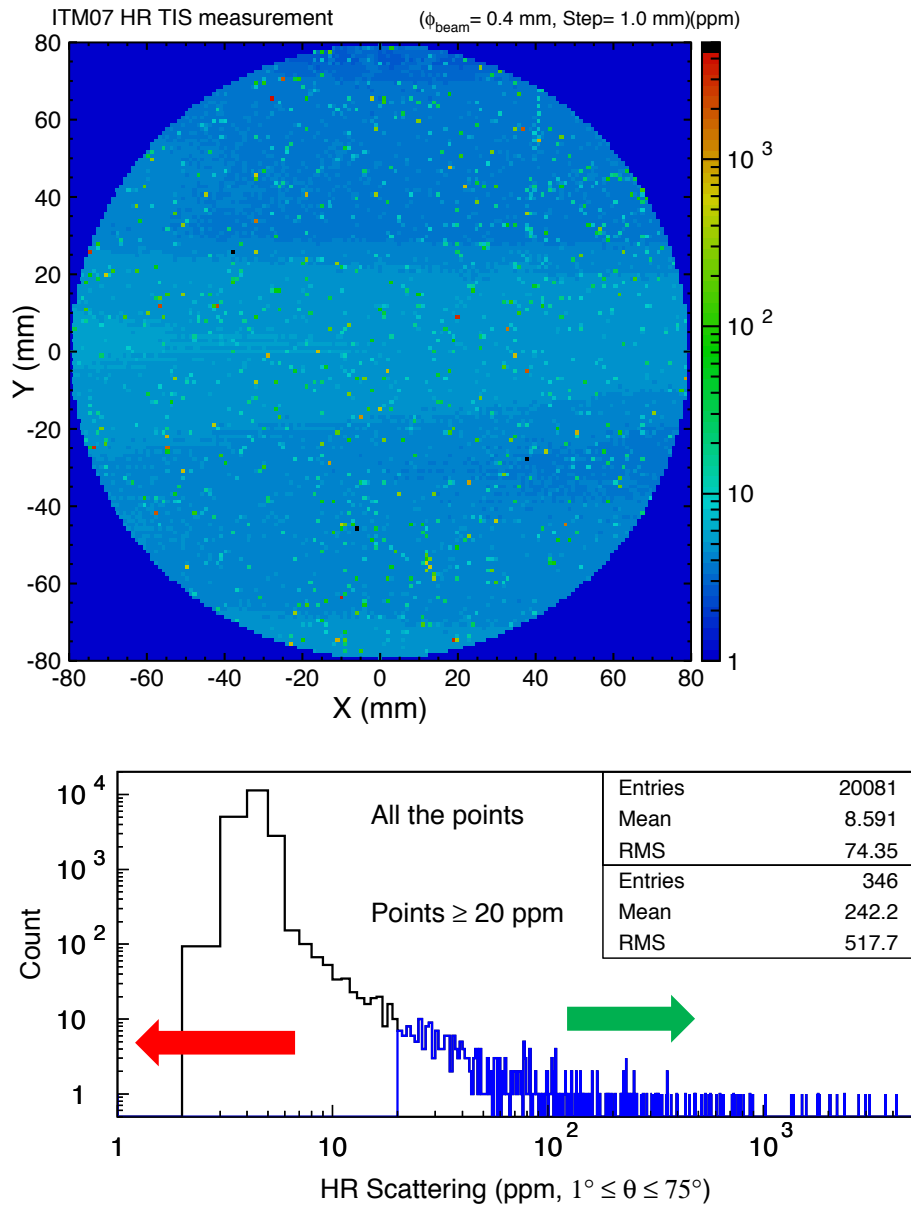 ITM07 HR TIS measurement (ϕbeam= 0.4 mm, Step= 1.0 mm)(ppm)
80
60
40
20
0
-20
-40
-60
-80
Y (mm)
-80 -60 -40 -20 0 20 40 60 80
X (mm)
10³
10²
10
1
10⁴
10³
10²
10
1
Count
All the points
Entries 20081
Mean 8.591
RMS 74.35
Points ≥ 20 ppm
Entries 346
Mean 242.2
RMS 517.7
1 10 10² 10³
HR Scattering (ppm, 1° ≤ θ ≤ 75°)